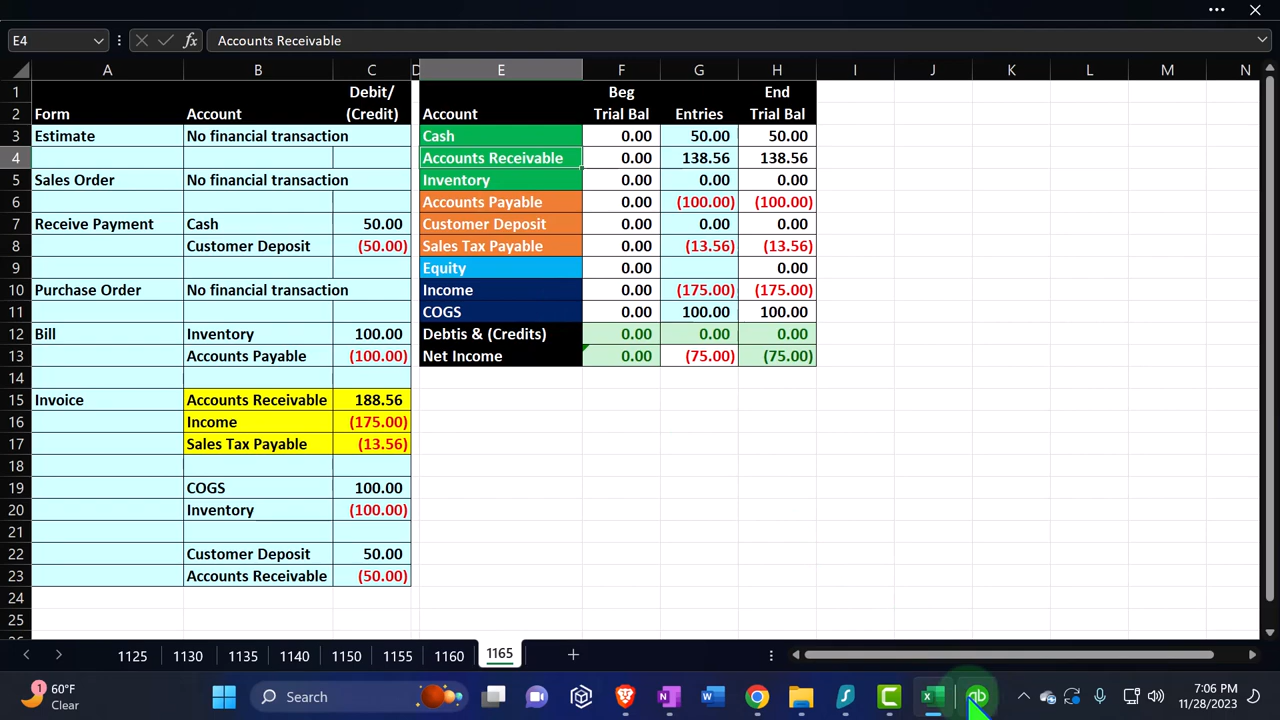 E4 fx Accounts Receivable
A B C D E F G H I J K L M N
1 Debit/ Beg End
2 Form Account (Credit) Account Trial Bal Entries Trial Bal
3 Estimate No financial transaction Cash 0.00 50.00 50.00
4 Accounts Receivable 0.00 138.56 138.56
5 Sales Order No financial transaction Inventory 0.00 0.00 0.00
6 Accounts Payable 0.00 (100.00) (100.00)
7 Receive Payment Cash 50.00 Customer Deposit 0.00 0.00 0.00
8 Customer Deposit (50.00) Sales Tax Payable 0.00 (13.56) (13.56)
9 Equity 0.00 0.00
10 Purchase Order No financial transaction Income 0.00 (175.00) (175.00)
11 COGS 0.00 100.00 100.00
12 Bill Inventory 100.00 Debtis & (Credits) 0.00 0.00 0.00
13 Accounts Payable (100.00) Net Income 0.00 (75.00) (75.00)
14
15 Invoice Accounts Receivable 188.56
16 Income (175.00)
17 Sales Tax Payable (13.56)
18
19 COGS 100.00
20 Inventory (100.00)
21
22 Customer Deposit 50.00
23 Accounts Receivable (50.00)
24
25
1125 1130 1135 1140 1150 1155 1160 1165
1 60°F Search 7:06 PM
Clear 11/28/2023